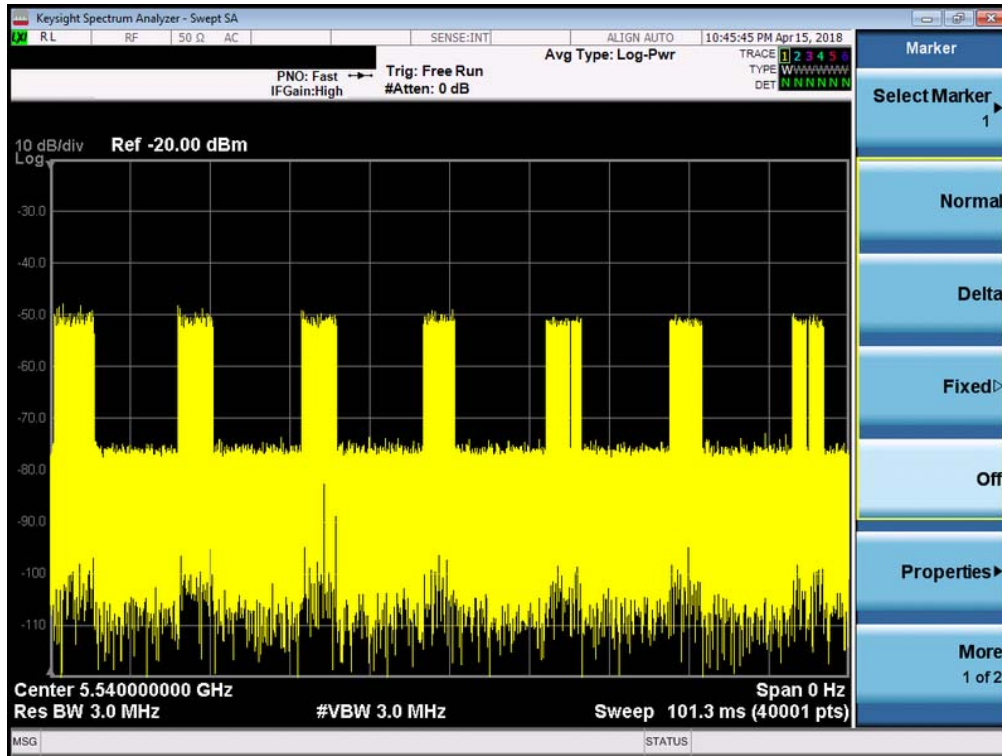 Keysight Spectrum Analyzer - Swept SA
LXI RL RF 50 Ω AC SENSE:INT ALIGN AUTO 10:45:45 PM Apr 15, 2018
PNO: Fast
IFGain:High
Trig: Free Run
#Atten: 0 dB
Avg Type: Log-Pwr
TRACE 1 2 3 4 5 6
TYPE WWWWWW
DET N N N N N N
10 dB/div Ref -20.00 dBm
Log
-30.0
-40.0
-50.0
-60.0
-70.0
-80.0
-90.0
-100
-110
Center 5.540000000 GHz Span 0 Hz
Res BW 3.0 MHz #VBW 3.0 MHz Sweep 101.3 ms (40001 pts)
MSG STATUS
Marker
Select Marker
1
Normal
Delta
Fixed
Off
Properties
More
1 of 2